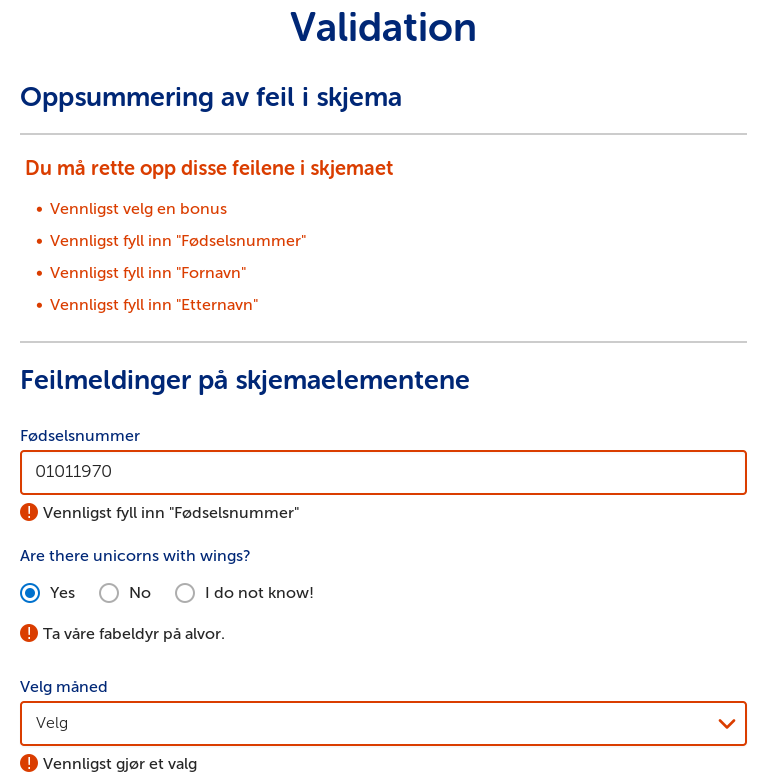 Validation
Oppsummering av feil i skjema
Du må rette opp disse feilene i skjemaet
• Vennligst velg en bonus
• Vennligst fyll inn "Fødselsnummer"
• Vennligst fyll inn "Fornavn"
• Vennligst fyll inn "Etternavn"
Feilmeldinger på skjemaelementene
Fødselsnummer
01011970
Vennligst fyll inn "Fødselsnummer"
Are there unicorns with wings?
Yes No I do not know!
Ta våre fabeldyr på alvor.
Velg måned
Velg
Vennligst gjør et valg